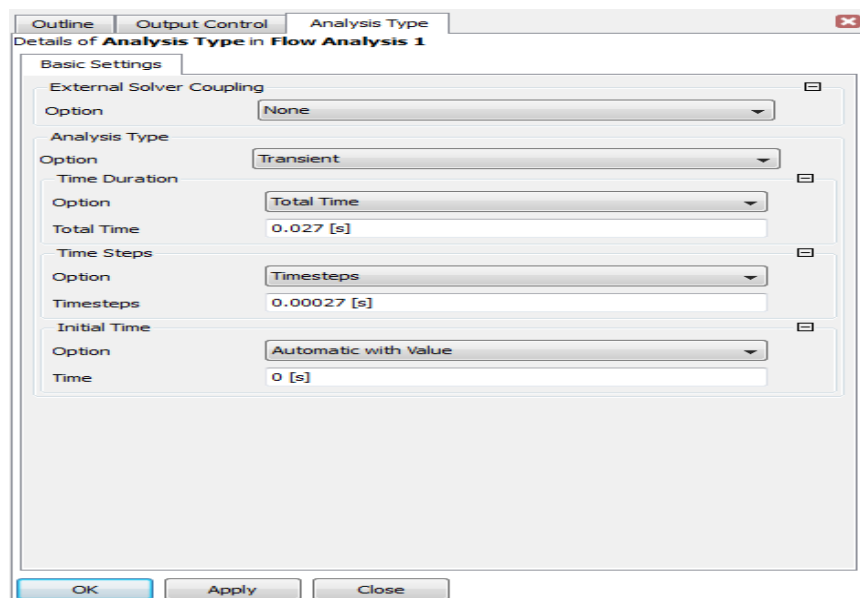 Outline Output Control Analysis Type
Details of Analysis Type in Flow Analysis 1
Basic Settings
External Solver Coupling
Option None
Analysis Type
Option Transient
Time Duration
Option Total Time
Total Time 0.027 [s]
Time Steps
Option Timesteps
Timesteps 0.00027 [s]
Initial Time
Option Automatic with Value
Time 0 [s]
OK Apply Close